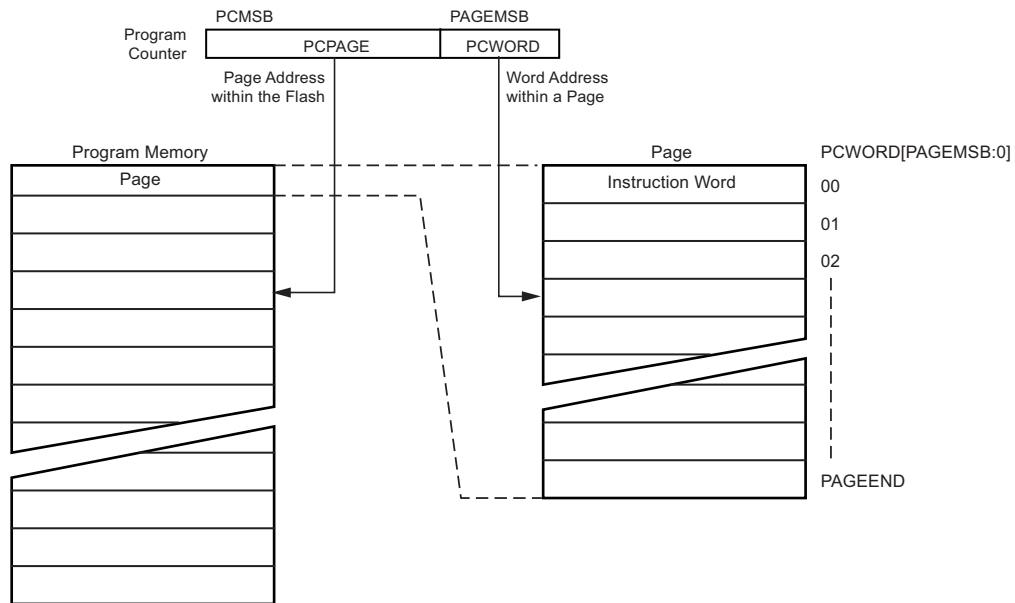 PCMSB PAGEMSB
Program
Counter
PCPAGE PCWORD
Page Address
within the Flash
Word Address
within a Page
Program Memory
Page
Page
Instruction Word
PCWORD[PAGEMSB:0]
00
01
02
PAGEEND